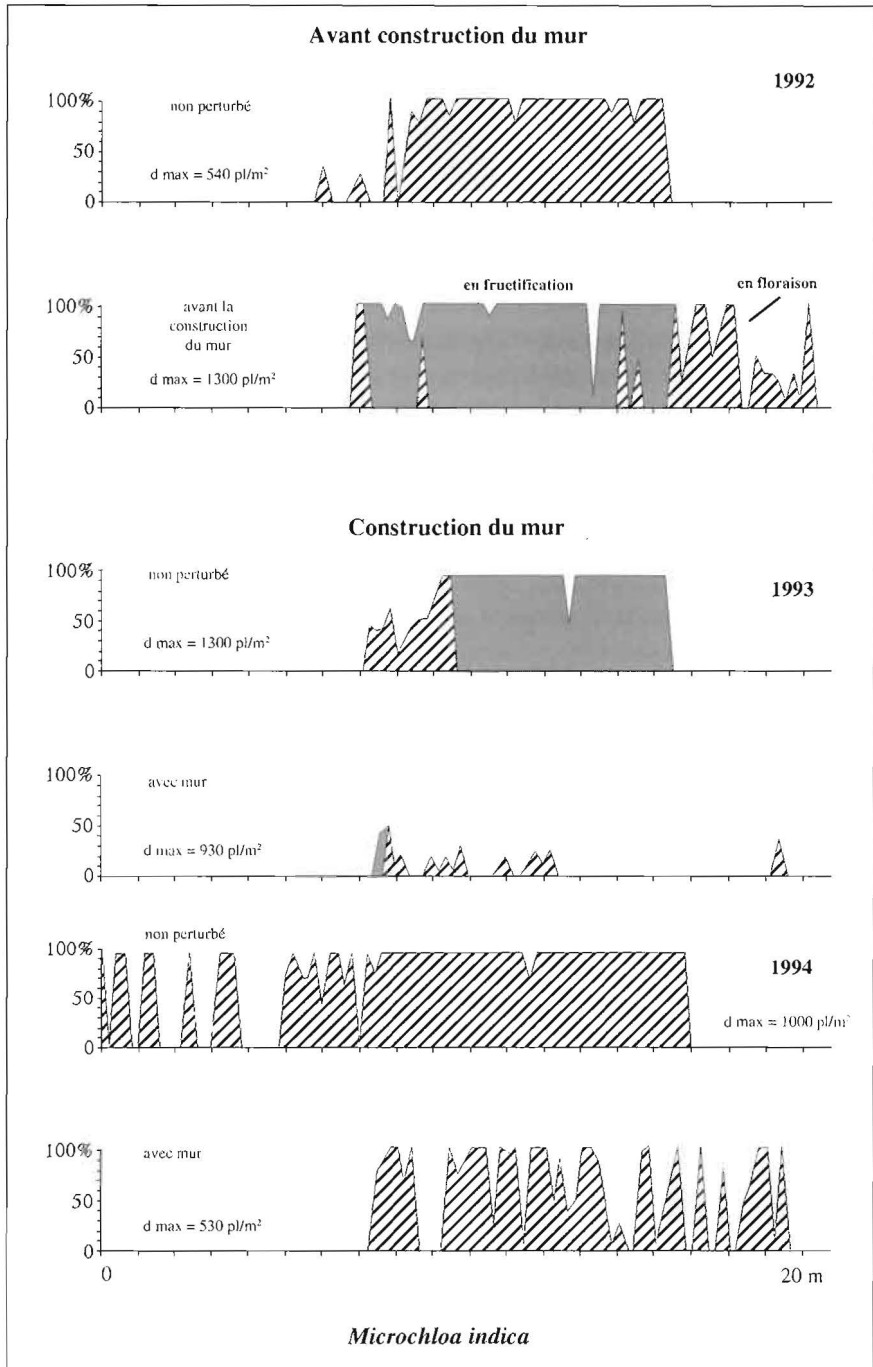 Avant construction du mur
1992
100%
non perturbé
50
d max = 540 pl/m²
0
en fructification
en floraison
100%
avant la
construction
du mur
50
d max = 1300 pl/m²
0
Construction du mur
100%
non perturbé
1993
50
d max = 1300 pl/m²
0
100%
avec mur
50
d max = 930 pl/m²
0
non perturbé
100%
1994
50
d max = 1000 pl/m²
0
100%
avec mur
50
d max = 530 pl/m²
0
0
20 m
Microchloa indica